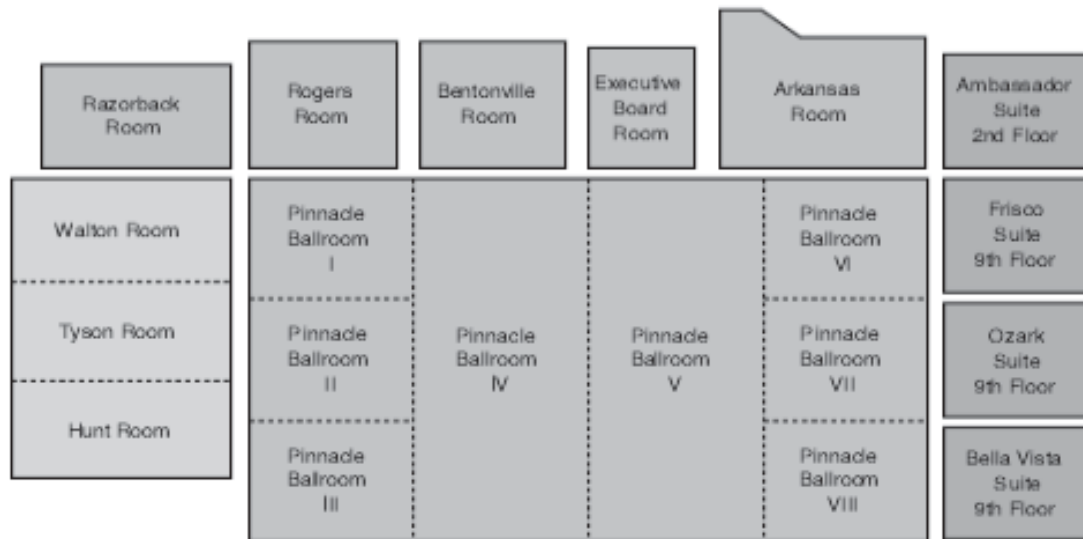 Razorback
Room
Rogers
Room
Bentonville
Room
Executive
Board
Room
Arkansas
Room
Ambassador
Suite
2nd Floor
Walton Room
Tyson Room
Hunt Room
Pinnacle
Ballroom
I
Pinnacle
Ballroom
II
Pinnacle
Ballroom
III
Pinnacle
Ballroom
IV
Pinnacle
Ballroom
V
Pinnacle
Ballroom
VI
Pinnacle
Ballroom
VII
Pinnacle
Ballroom
VIII
Frisco
Suite
9th Floor
Ozark
Suite
9th Floor
Bella Vista
Suite
9th Floor